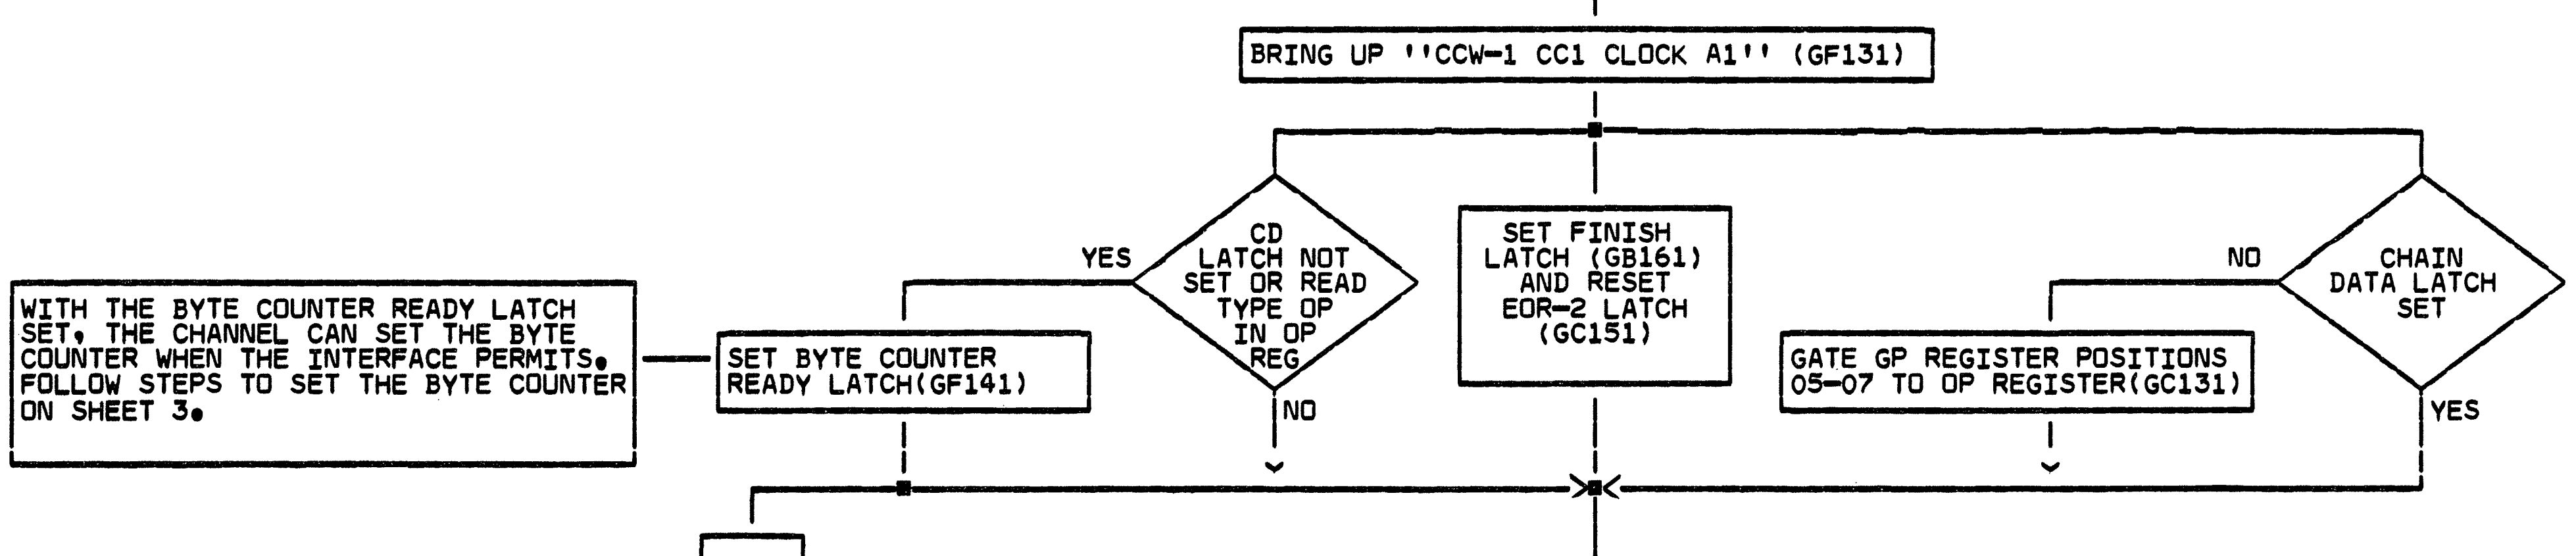 BRING UP ''CCW-1 CC1 CLOCK A1'' (GF131)
YES
CD
LATCH NOT
SET OR READ
TYPE OP
IN OP
REG
NO
SET FINISH
LATCH (GB161)
AND RESET
EOR-2 LATCH
(GC151)
NO
CHAIN
DATA LATCH
SET
YES
WITH THE BYTE COUNTER READY LATCH
SET, THE CHANNEL CAN SET THE BYTE
COUNTER WHEN THE INTERFACE PERMITS.
FOLLOW STEPS TO SET THE BYTE COUNTER
ON SHEET 3.
SET BYTE COUNTER
READY LATCH(GF141)
GATE GP REGISTER POSITIONS
05-07 TO OP REGISTER(GC131)